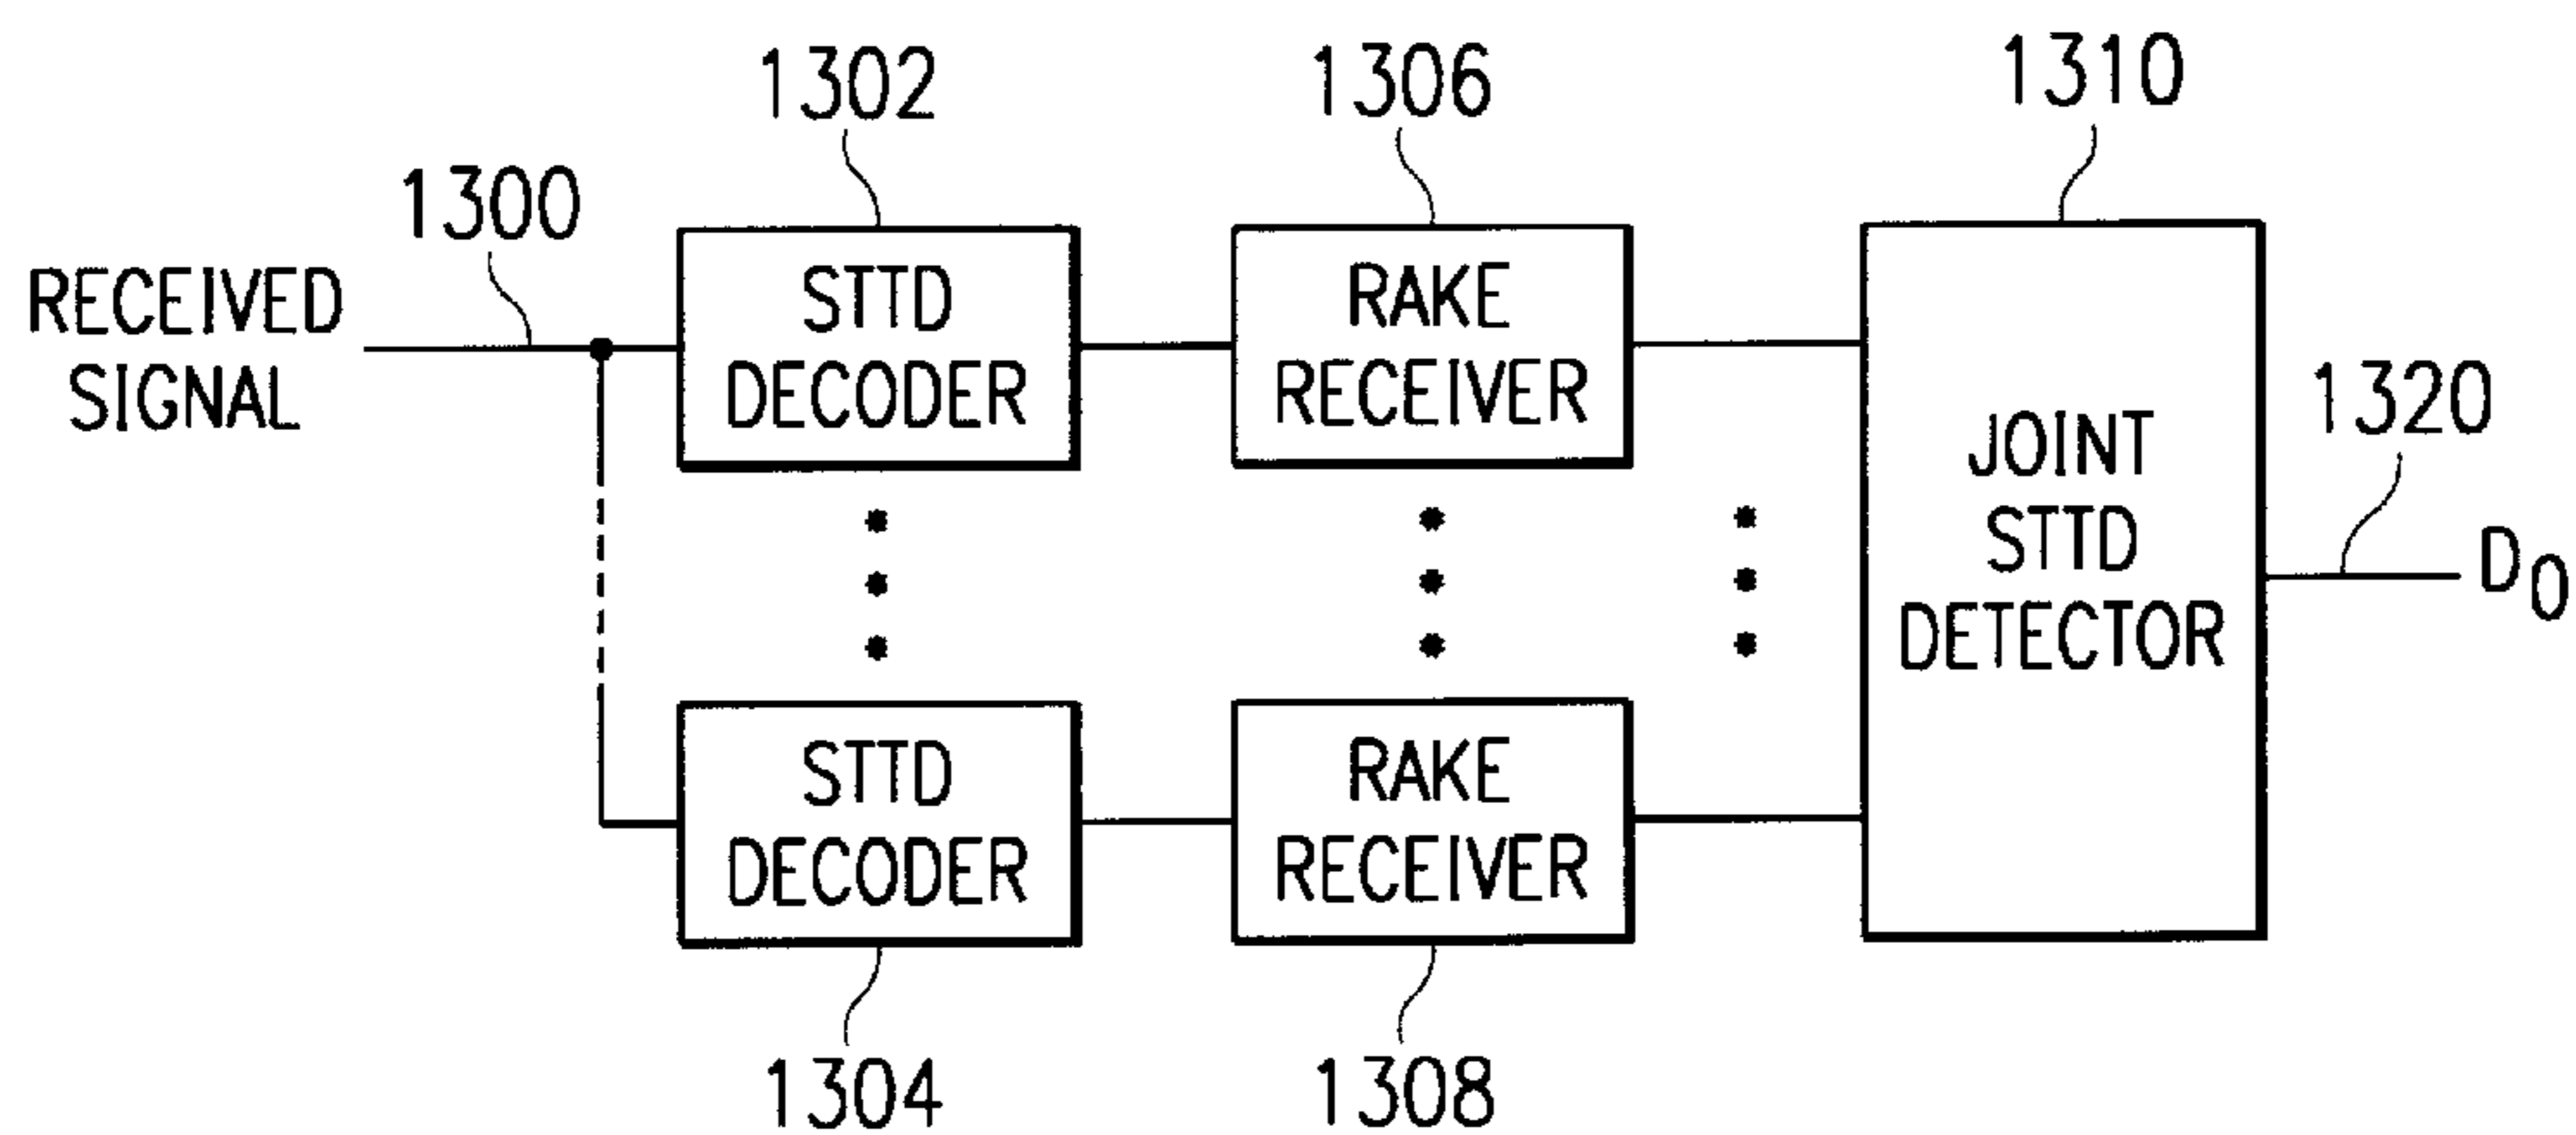 1302
1306
1310
1300
RECEIVED
SIGNAL
STTD
DECODER
RAKE
RECEIVER
JOINT
STTD
DETECTOR
1320
D0
STTD
DECODER
RAKE
RECEIVER
1304
1308